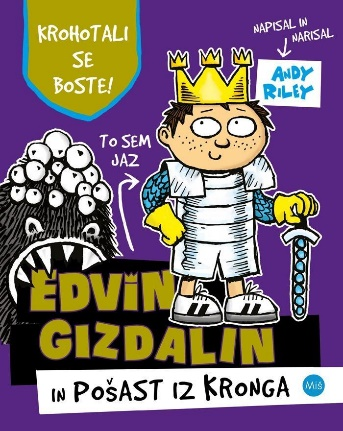 KROHOTALI
SE
BOSTE!
NAPISAL IN
NARISAL
ANDY
RILEY
TO SEM
JAZ
EDVIN
GIZDALIN
IN POŠAST IZ KRONGA
Miš